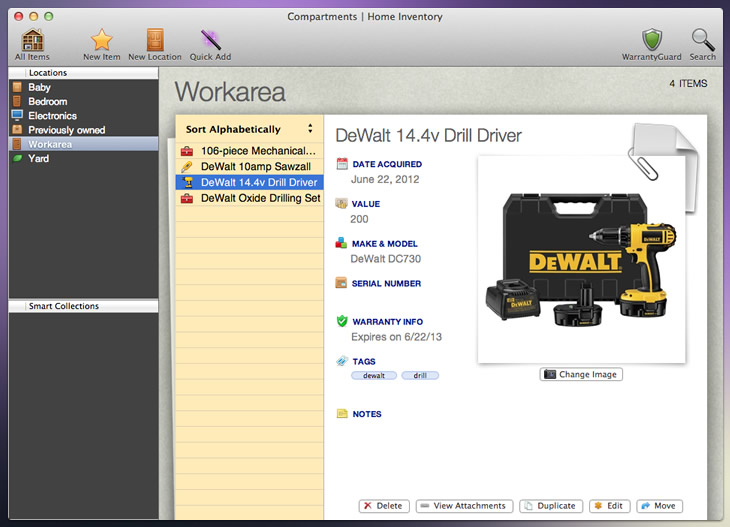 Compartments | Home Inventory
All Items
New Item
New Location
Quick Add
WarrantyGuard
Search
Locations
Baby
Bedroom
Electronics
Previously owned
Workarea
Yard
Smart Collections
Workarea
4 ITEMS
Sort Alphabetically
106-piece Mechanical...
DeWalt 10amp Sawzall
DeWalt 14.4v Drill Driver
DeWalt Oxide Drilling Set
DeWalt 14.4v Drill Driver
DATE ACQUIRED
June 22, 2012
VALUE
200
MAKE & MODEL
DeWalt DC730
SERIAL NUMBER
WARRANTY INFO
Expires on 6/22/13
TAGS
dewalt
drill
NOTES
DEWALT
DEWALT
DEWALT
Change Image
Delete
View Attachments
Duplicate
Edit
Move